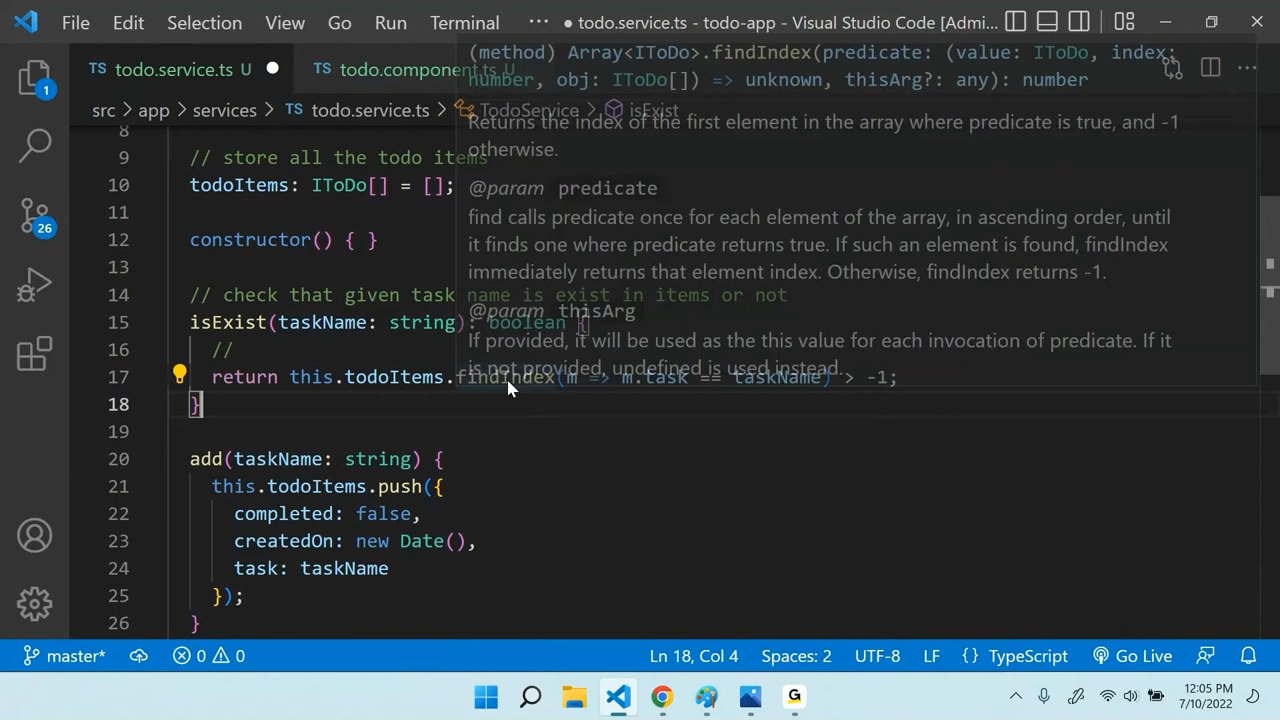 File Edit Selection View Go Run Terminal ··· ● todo.service.ts - todo-app - Visual Studio Code [Admi...
TS todo.service.ts U ● TS todo.component.ts U
(method) Array<IToDo>.findIndex(predicate: (value: IToDo, index:
number, obj: IToDo[]) => unknown, thisArg?: any): number
src > app > services > TS todo.service.ts > TodoService > isExist
Returns the index of the first element in the array where predicate is true, and -1
otherwise.
@param predicate
find calls predicate once for each element of the array, in ascending order, until
it finds one where predicate returns true. If such an element is found, findIndex
immediately returns that element index. Otherwise, findIndex returns -1.
@param thisArg
If provided, it will be used as the this value for each invocation of predicate. If it
is not provided, undefined is used instead.
8
9 // store all the todo items
10 todoItems: IToDo[] = [];
11
12 constructor() { }
13
14 // check that given task name is exist in items or not
15 isExist(taskName: string): boolean {
16 //
17 return this.todoItems.findIndex(m => m.task == taskName) > -1;
18 }
19
20 add(taskName: string) {
21 this.todoItems.push({
22 completed: false,
23 createdOn: new Date(),
24 task: taskName
25 });
26 }
1
26
master* 0 0 Ln 18, Col 4 Spaces: 2 UTF-8 LF {} TypeScript Go Live
G
12:05 PM
7/10/2022